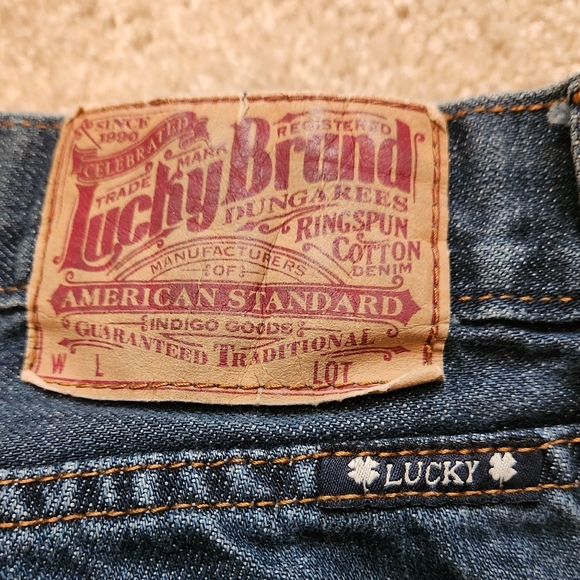 SINCE
1990
CELEBRATED
REGISTERED
TRADE MARK
Lucky Brand
DUNGAREES
RINGSPUN
COTTON
DENIM
MANUFACTURERS
OF
AMERICAN STANDARD
INDIGO GOODS
GUARANTEED TRADITIONAL
W L LOT
LUCKY